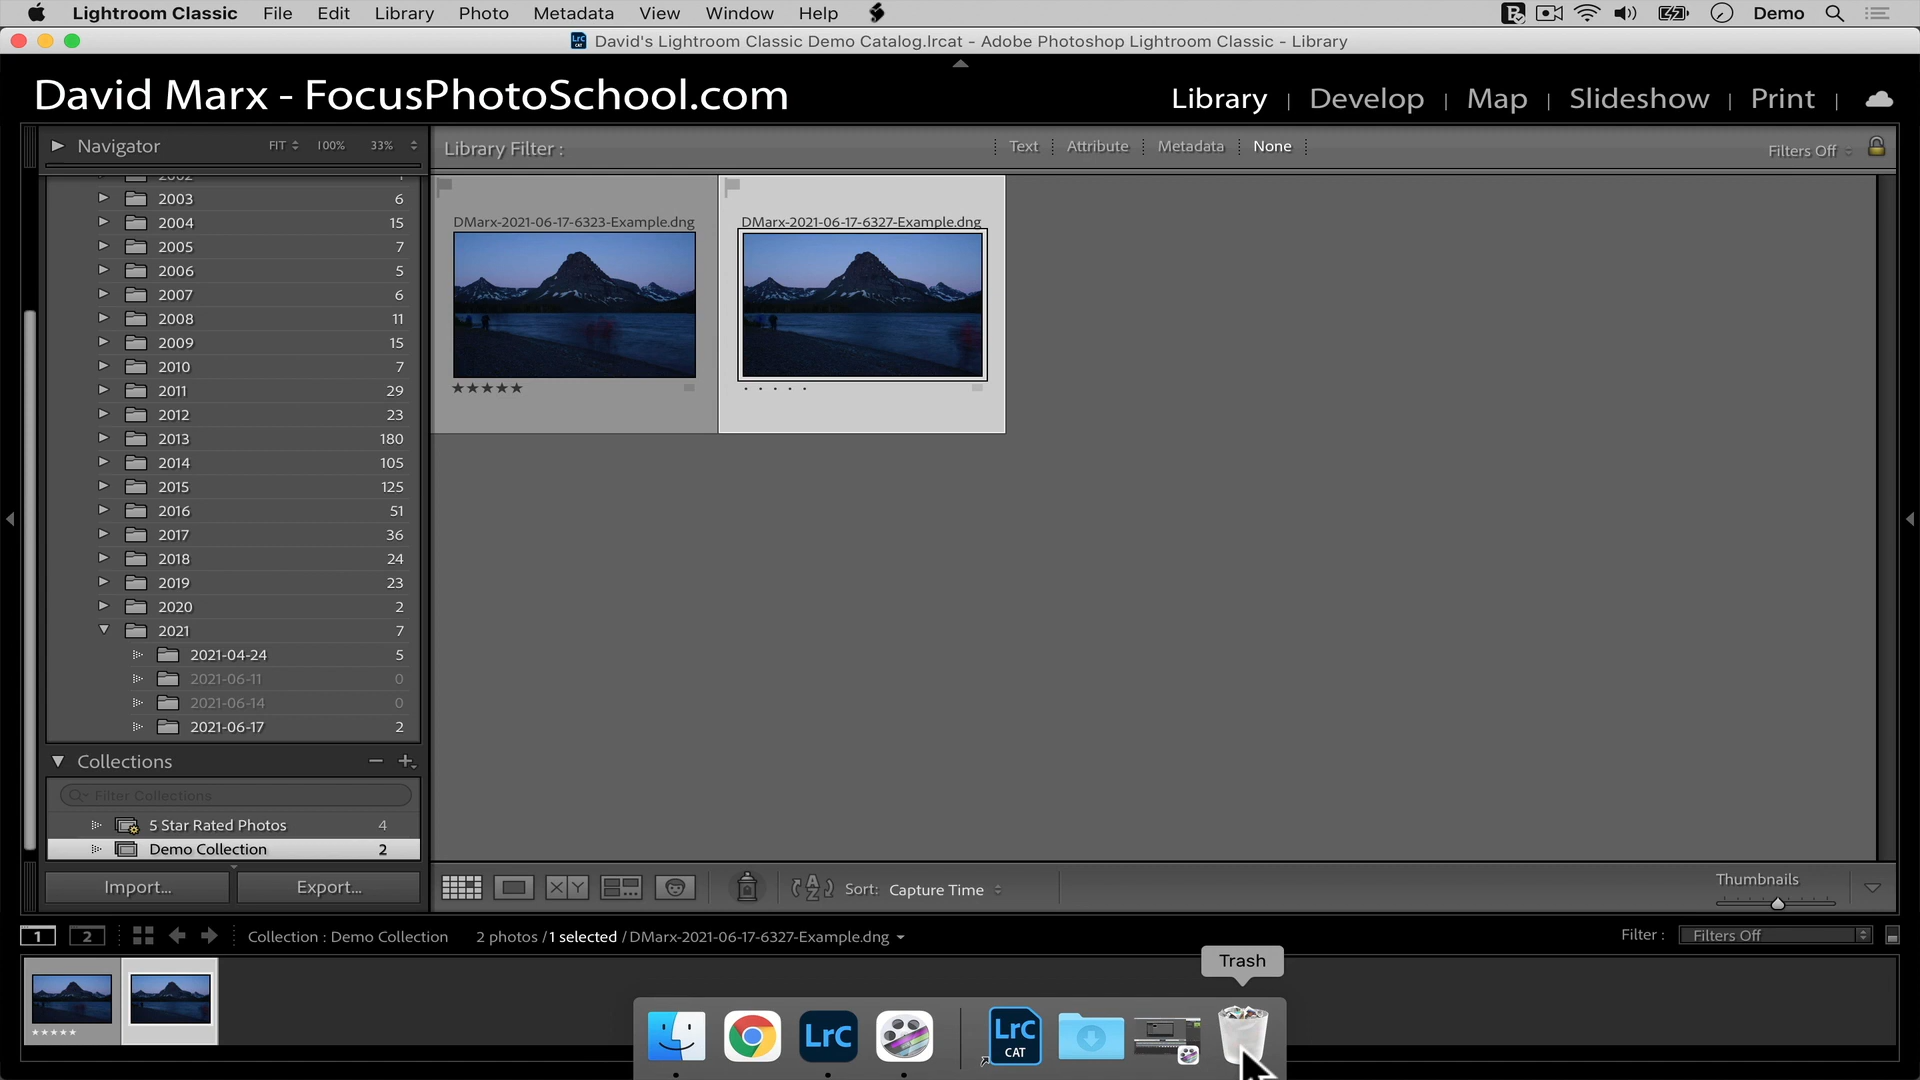 Lightroom Classic File Edit Library Photo Metadata View Window Help Demo
David's Lightroom Classic Demo Catalog.lrcat - Adobe Photoshop Lightroom Classic - Library
David Marx - FocusPhotoSchool.com
Library | Develop | Map | Slideshow | Print |
Navigator FIT 100% 33%
Library Filter : Text Attribute Metadata None Filters Off
2002 1
2003 6
2004 15
2005 7
2006 5
2007 6
2008 11
2009 15
2010 7
2011 29
2012 23
2013 180
2014 105
2015 125
2016 51
2017 36
2018 24
2019 23
2020 2
2021 7
2021-04-24 5
2021-06-11 0
2021-06-14 0
2021-06-17 2
DMarx-2021-06-17-6323-Example.dng
DMarx-2021-06-17-6327-Example.dng
Collections
Filter Collections
5 Star Rated Photos 4
Demo Collection 2
Import... Export...
XY
Sort: Capture Time
Thumbnails
1 2 Collection : Demo Collection 2 photos / 1 selected / DMarx-2021-06-17-6327-Example.dng
Filter : Filters Off
Trash
LrC
LrC
CAT